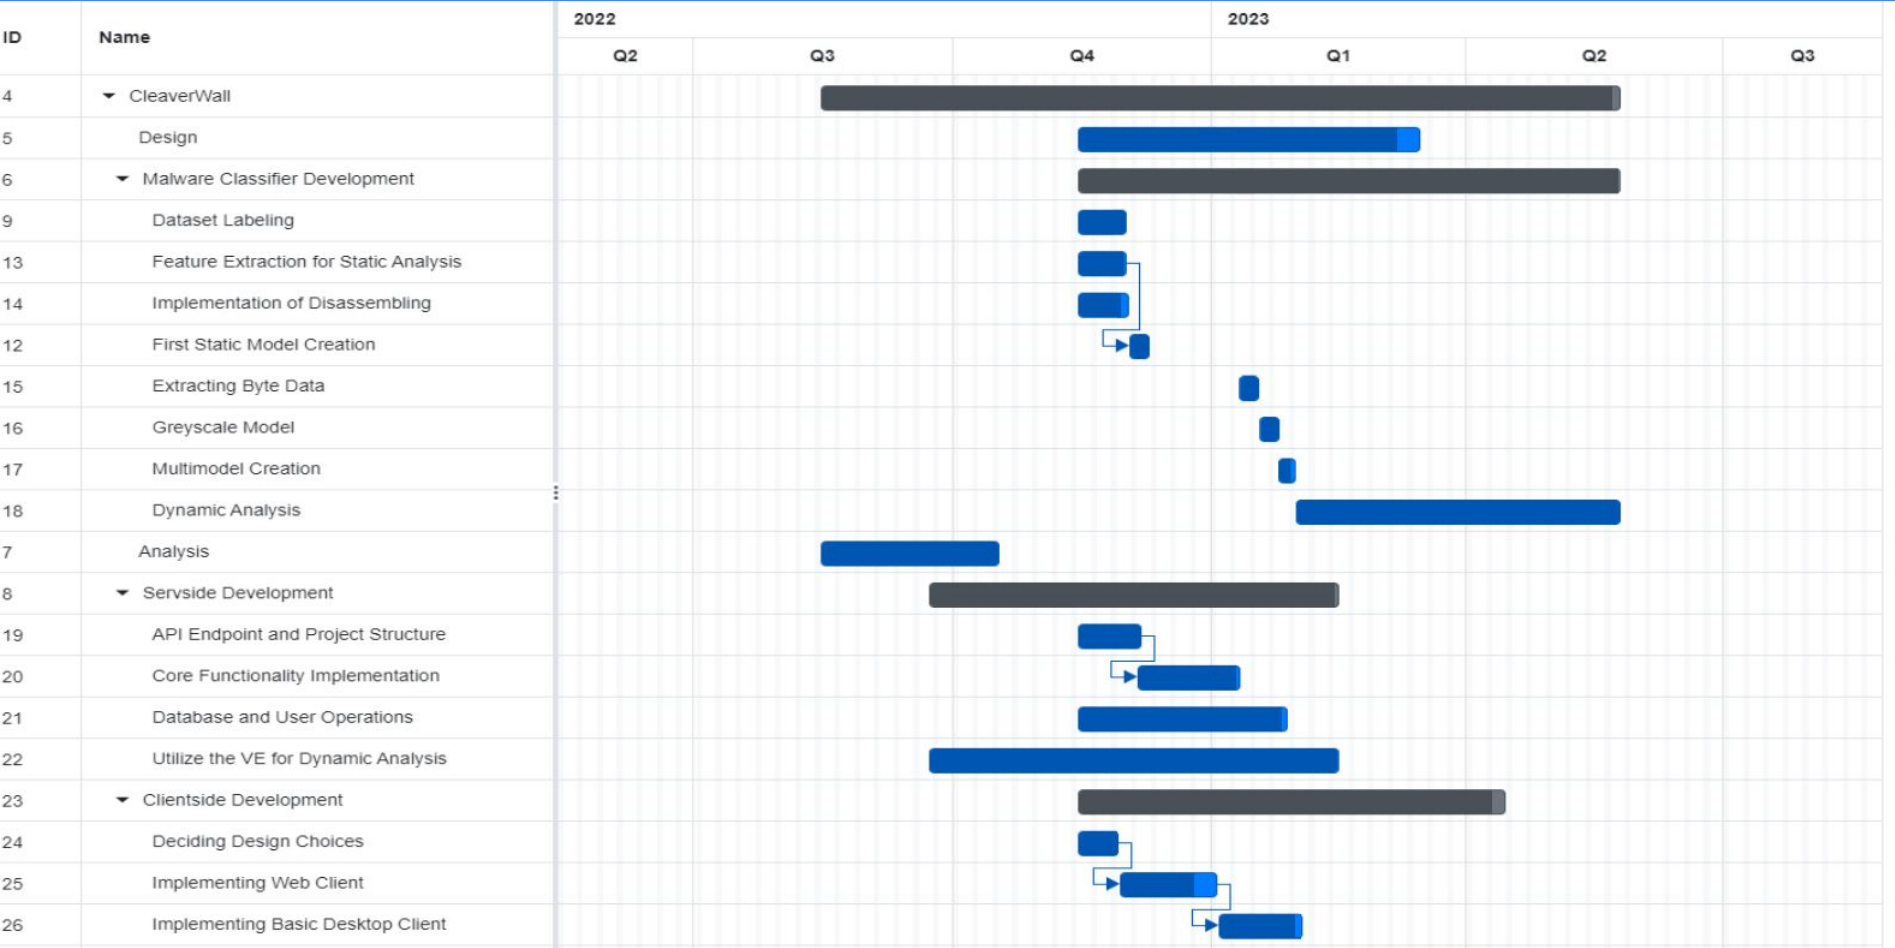 2022 2023
ID Name
Q2 Q3 Q4 Q1 Q2 Q3
4 CleaverWall
5 Design
6 Malware Classifier Development
9 Dataset Labeling
13 Feature Extraction for Static Analysis
14 Implementation of Disassembling
12 First Static Model Creation
15 Extracting Byte Data
16 Greyscale Model
17 Multimodel Creation
18 Dynamic Analysis
7 Analysis
8 Servside Development
19 API Endpoint and Project Structure
20 Core Functionality Implementation
21 Database and User Operations
22 Utilize the VE for Dynamic Analysis
23 Clientside Development
24 Deciding Design Choices
25 Implementing Web Client
26 Implementing Basic Desktop Client